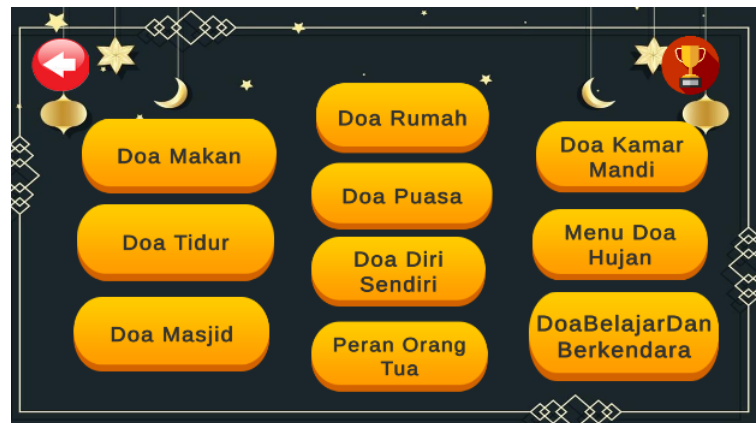 Doa Makan
Doa Tidur
Doa Masjid
Doa Rumah
Doa Puasa
Doa Diri
Sendiri
Peran Orang
Tua
Doa Kamar
Mandi
Menu Doa
Hujan
DoaBelajarDan
Berkendara